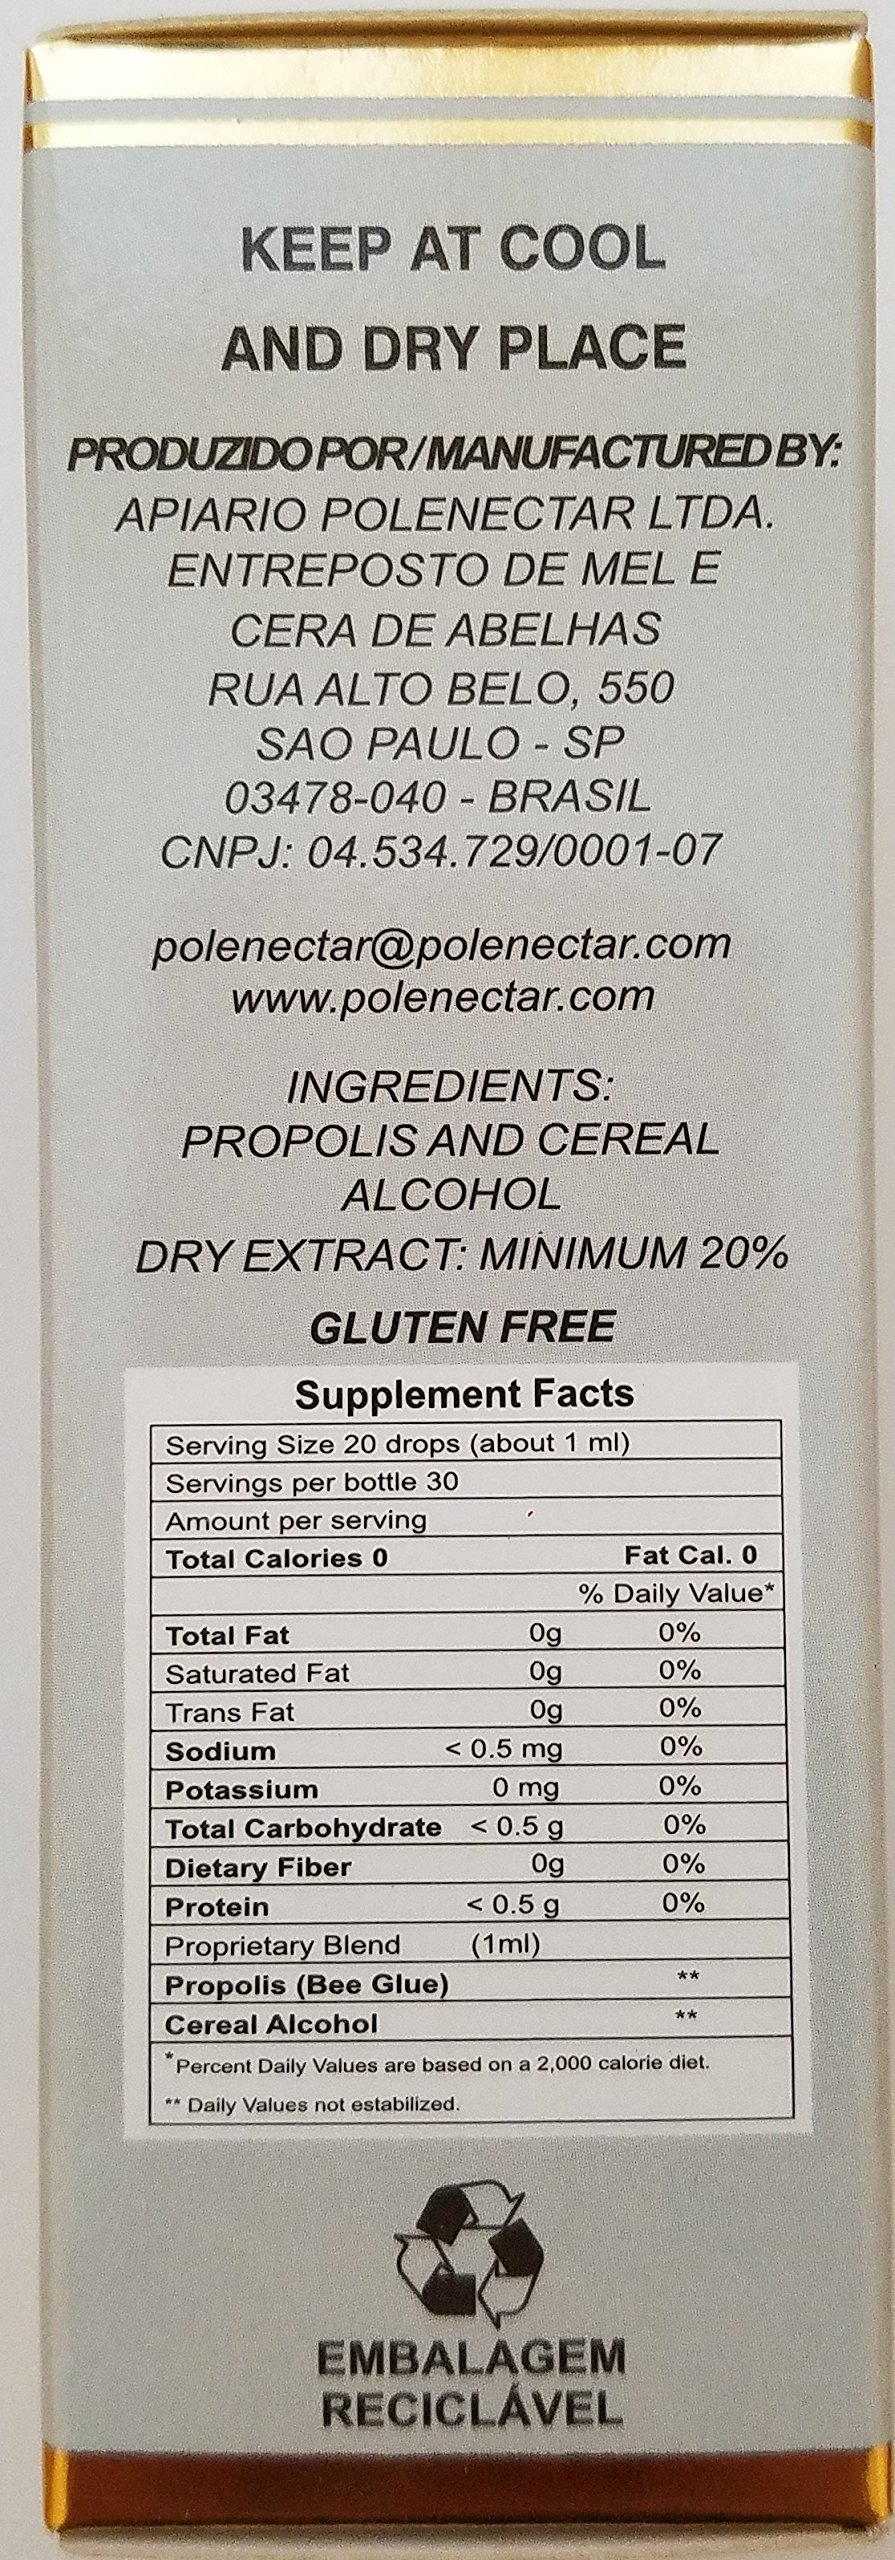 KEEP AT COOL
AND DRY PLACE
PRODUZIDO POR/MANUFACTURED BY:
APIARIO POLENECTAR LTDA.
ENTREPOSTO DE MEL E
CERA DE ABELHAS
RUA ALTO BELO, 550
SAO PAULO - SP
03478-040 - BRASIL
CNPJ: 04.534.729/0001-07
polenectar@polenectar.com
www.polenectar.com
INGREDIENTS:
PROPOLIS AND CEREAL
ALCOHOL
DRY EXTRACT: MINIMUM 20%
GLUTEN FREE
Supplement Facts
Serving Size 20 drops (about 1 ml)
Servings per bottle 30
Amount per serving
Total Calories 0 Fat Cal. 0
% Daily Value*
Total Fat 0g 0%
Saturated Fat 0g 0%
Trans Fat 0g 0%
Sodium < 0.5 mg 0%
Potassium 0 mg 0%
Total Carbohydrate < 0.5 g 0%
Dietary Fiber 0g 0%
Protein < 0.5 g 0%
Proprietary Blend (1ml)
Propolis (Bee Glue) **
Cereal Alcohol **
*Percent Daily Values are based on a 2,000 calorie diet.
** Daily Values not estabilized.
EMBALAGEM
RECICLÁVEL